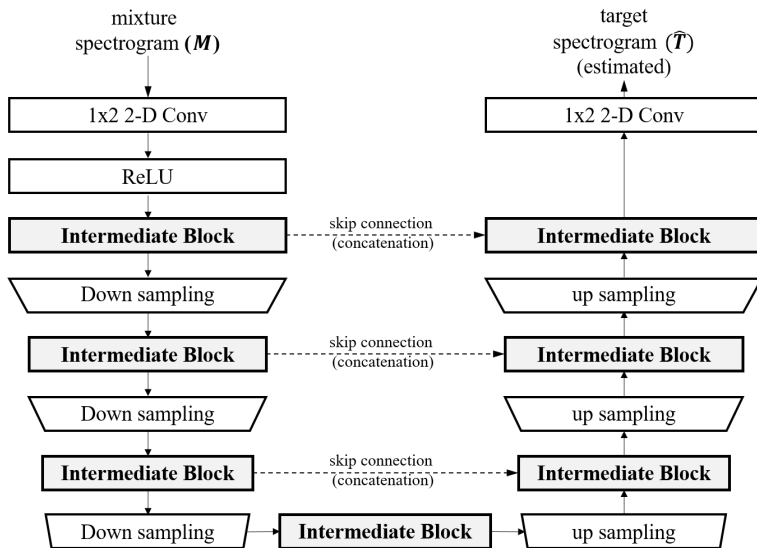 mixture
spectrogram (M)
1x2 2-D Conv
ReLU
Intermediate Block
Down sampling
Intermediate Block
Down sampling
Intermediate Block
Down sampling
Intermediate Block
skip connection
(concatenation)
skip connection
(concatenation)
skip connection
(concatenation)
target
spectrogram (T̂)
(estimated)
1x2 2-D Conv
Intermediate Block
up sampling
Intermediate Block
up sampling
Intermediate Block
up sampling